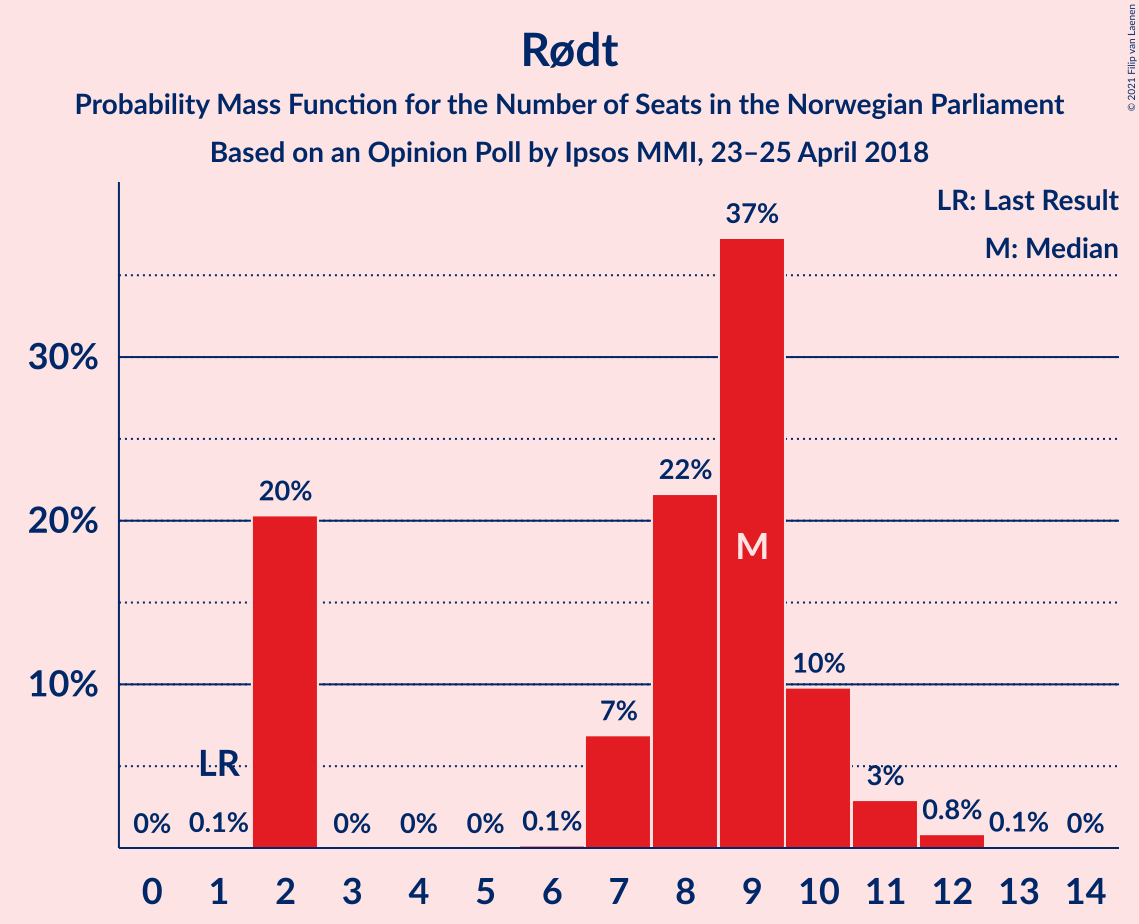 Rødt
Probability Mass Function for the Number of Seats in the Norwegian Parliament
Based on an Opinion Poll by Ipsos MMI, 23–25 April 2018
© 2021 Filip van Laenen
LR: Last Result
M: Median
37%
30%
22%
20%
20%
M
10%
10%
7%
LR
3%
0% 0.1% 0% 0% 0% 0.1% 0.8% 0.1% 0%
0 1 2 3 4 5 6 7 8 9 10 11 12 13 14